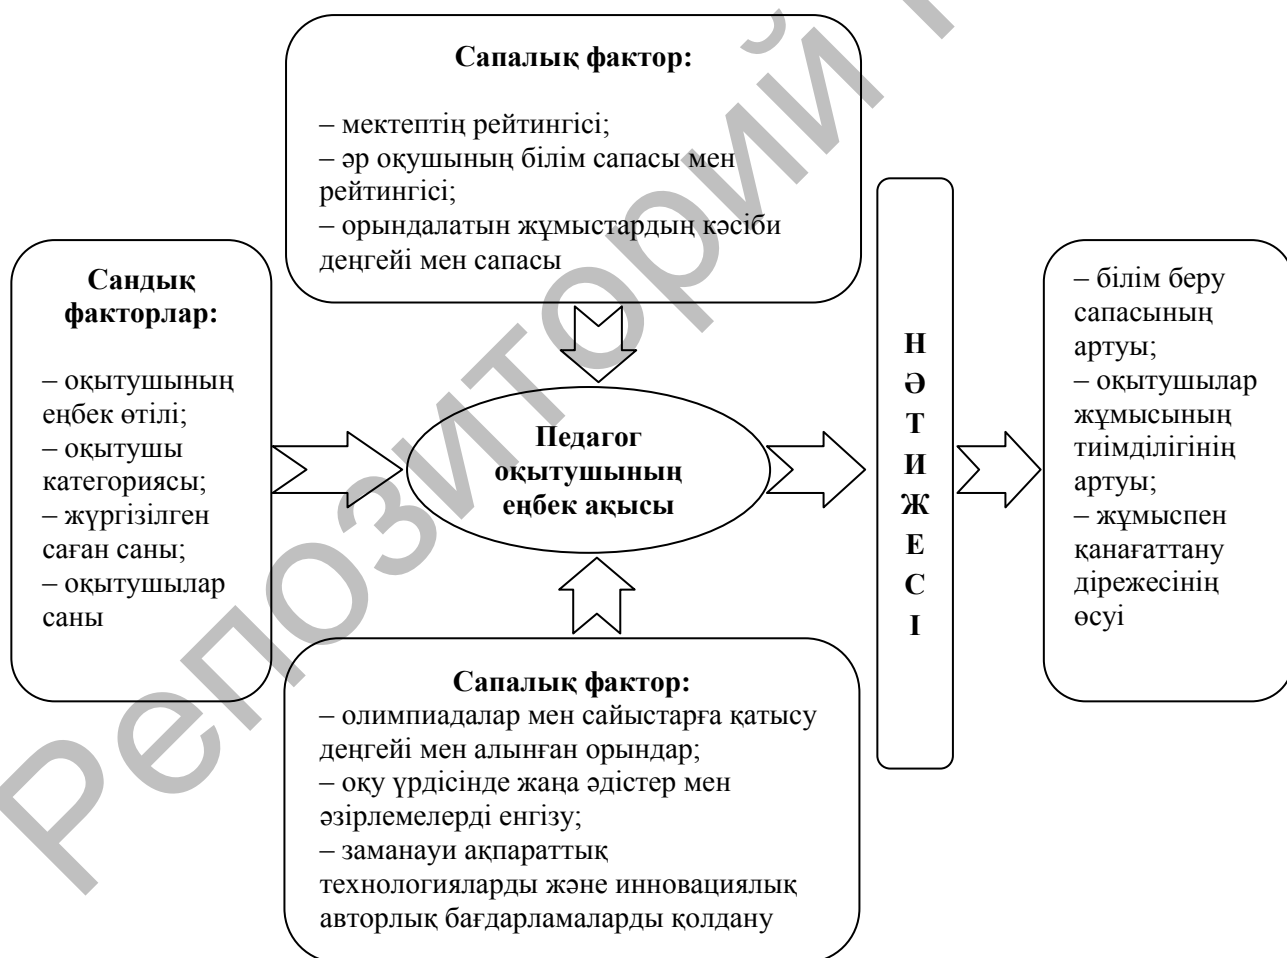 Сапалық фактор:
– мектептің рейтингісі;
– әр оқушының білім сапасы мен
рейтингісі;
– орындалатын жұмыстардың кәсіби
деңгейі мен сапасы
Сандық
факторлар:
– оқытушының
еңбек өтілі;
– оқытушы
категориясы;
– жүргізілген
саған саны;
– оқытушылар
саны
Педагог
оқытушының
еңбек ақысы
Н
Ә
Т
И
Ж
Е
С
І
– білім беру
сапасының
артуы;
– оқытушылар
жұмысының
тиімділігінің
артуы;
– жұмыспен
қанағаттану
дірежесінің
өсуі
Сапалық фактор:
– олимпиадалар мен сайыстарға қатысу
деңгейі мен алынған орындар;
– оқу үрдісінде жаңа әдістер мен
әзірлемелерді енгізу;
– заманауи ақпараттық
технологияларды және инновациялық
авторлық бағдарламаларды қолдану
Репозиторий